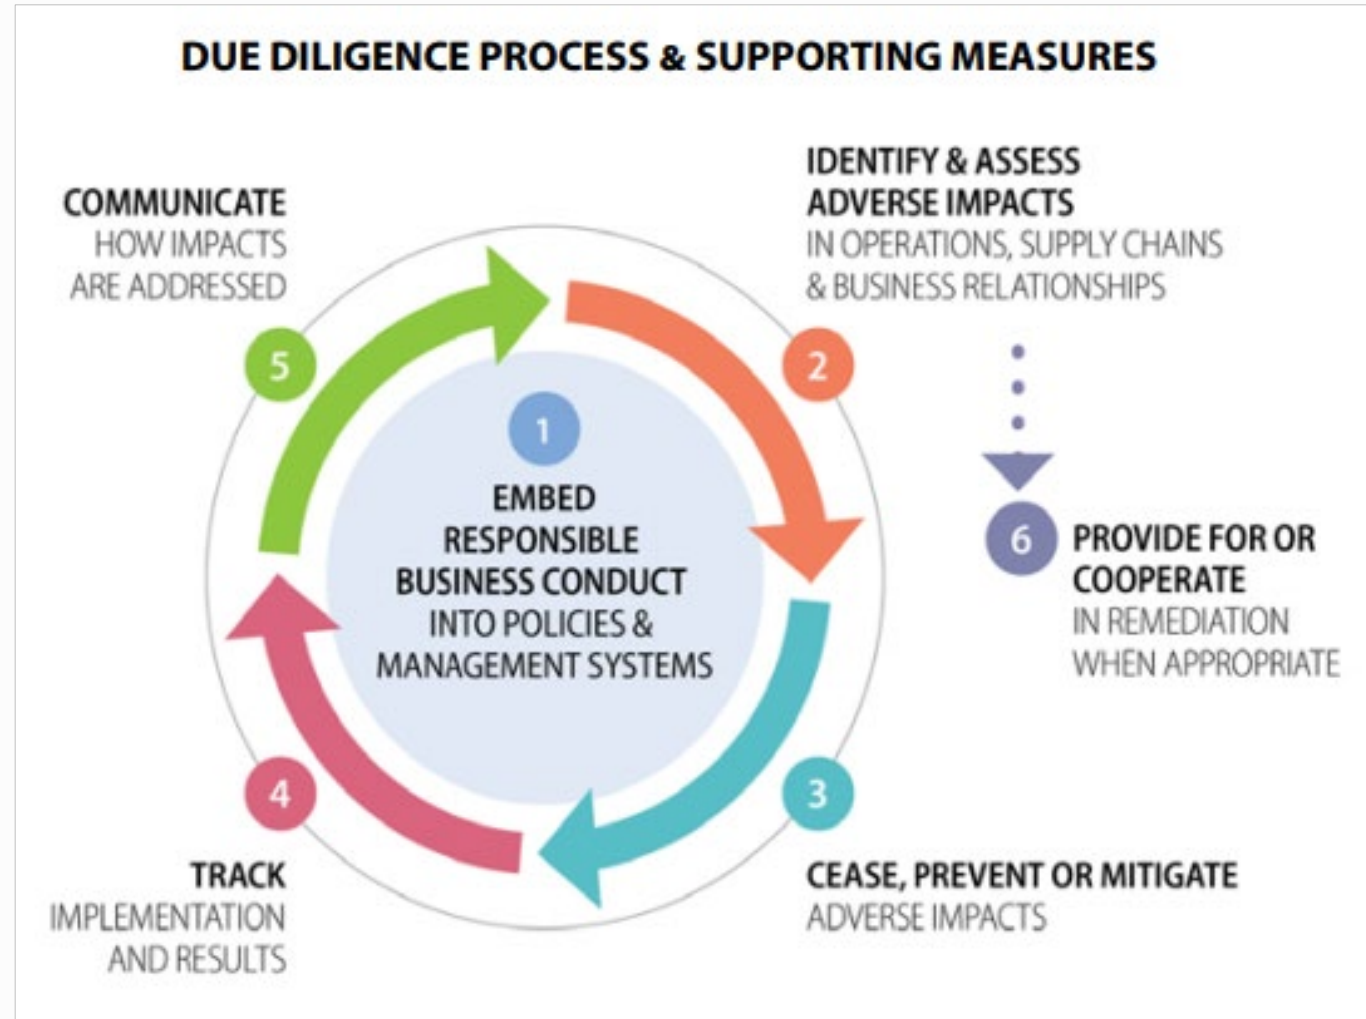 DUE DILIGENCE PROCESS & SUPPORTING MEASURES
1
EMBED
RESPONSIBLE
BUSINESS CONDUCT
INTO POLICIES &
MANAGEMENT SYSTEMS
2
IDENTIFY & ASSESS
ADVERSE IMPACTS
IN OPERATIONS, SUPPLY CHAINS
& BUSINESS RELATIONSHIPS
3
CEASE, PREVENT OR MITIGATE
ADVERSE IMPACTS
4
TRACK
IMPLEMENTATION
AND RESULTS
5
COMMUNICATE
HOW IMPACTS
ARE ADDRESSED
6
PROVIDE FOR OR
COOPERATE
IN REMEDIATION
WHEN APPROPRIATE